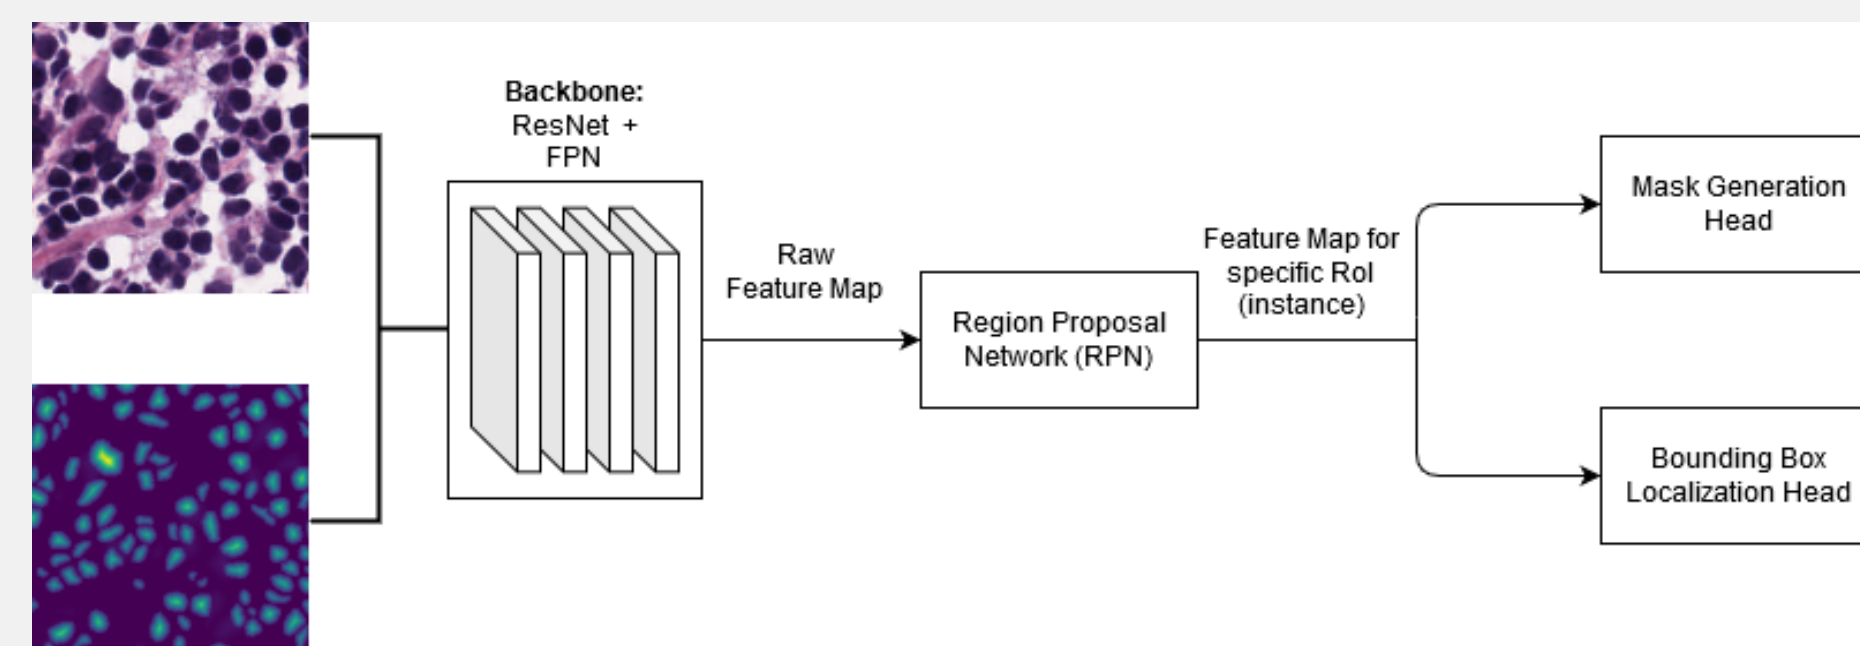 Backbone:
ResNet +
FPN
Raw
Feature Map
Region Proposal
Network (RPN)
Feature Map for
specific RoI
(instance)
Mask Generation
Head
Bounding Box
Localization Head